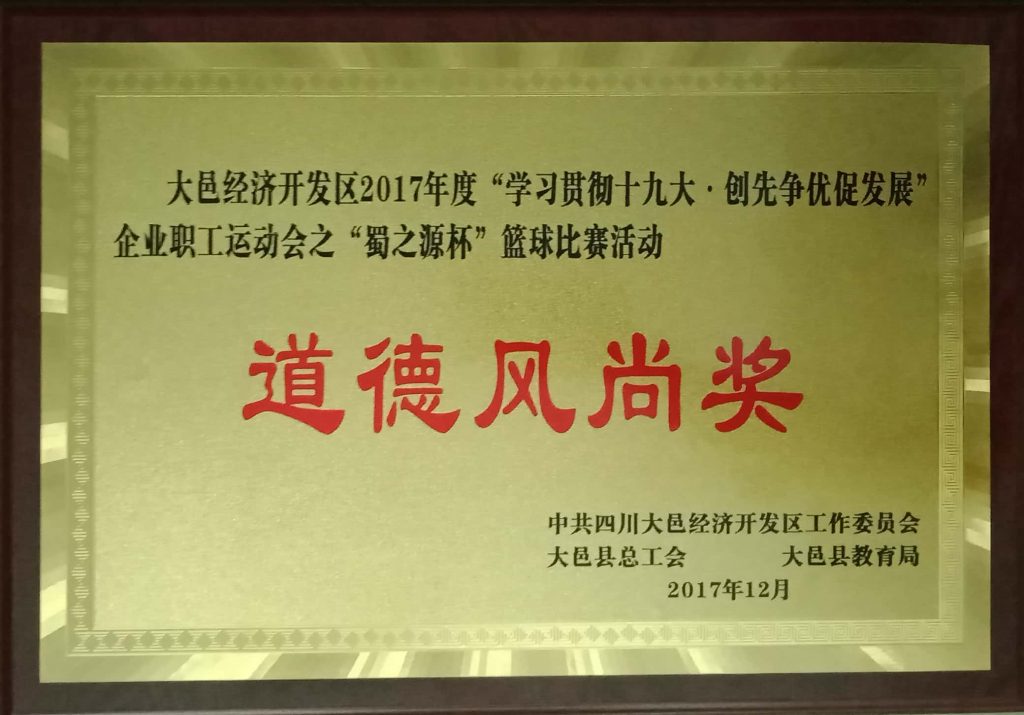 大邑经济开发区2017年度“学习贯彻十九大·创先争优促发展”
企业职工运动会之“蜀之源杯”篮球比赛活动
道德风尚奖
中共四川大邑经济开发区工作委员会
大邑县总工会 大邑县教育局
2017年12月